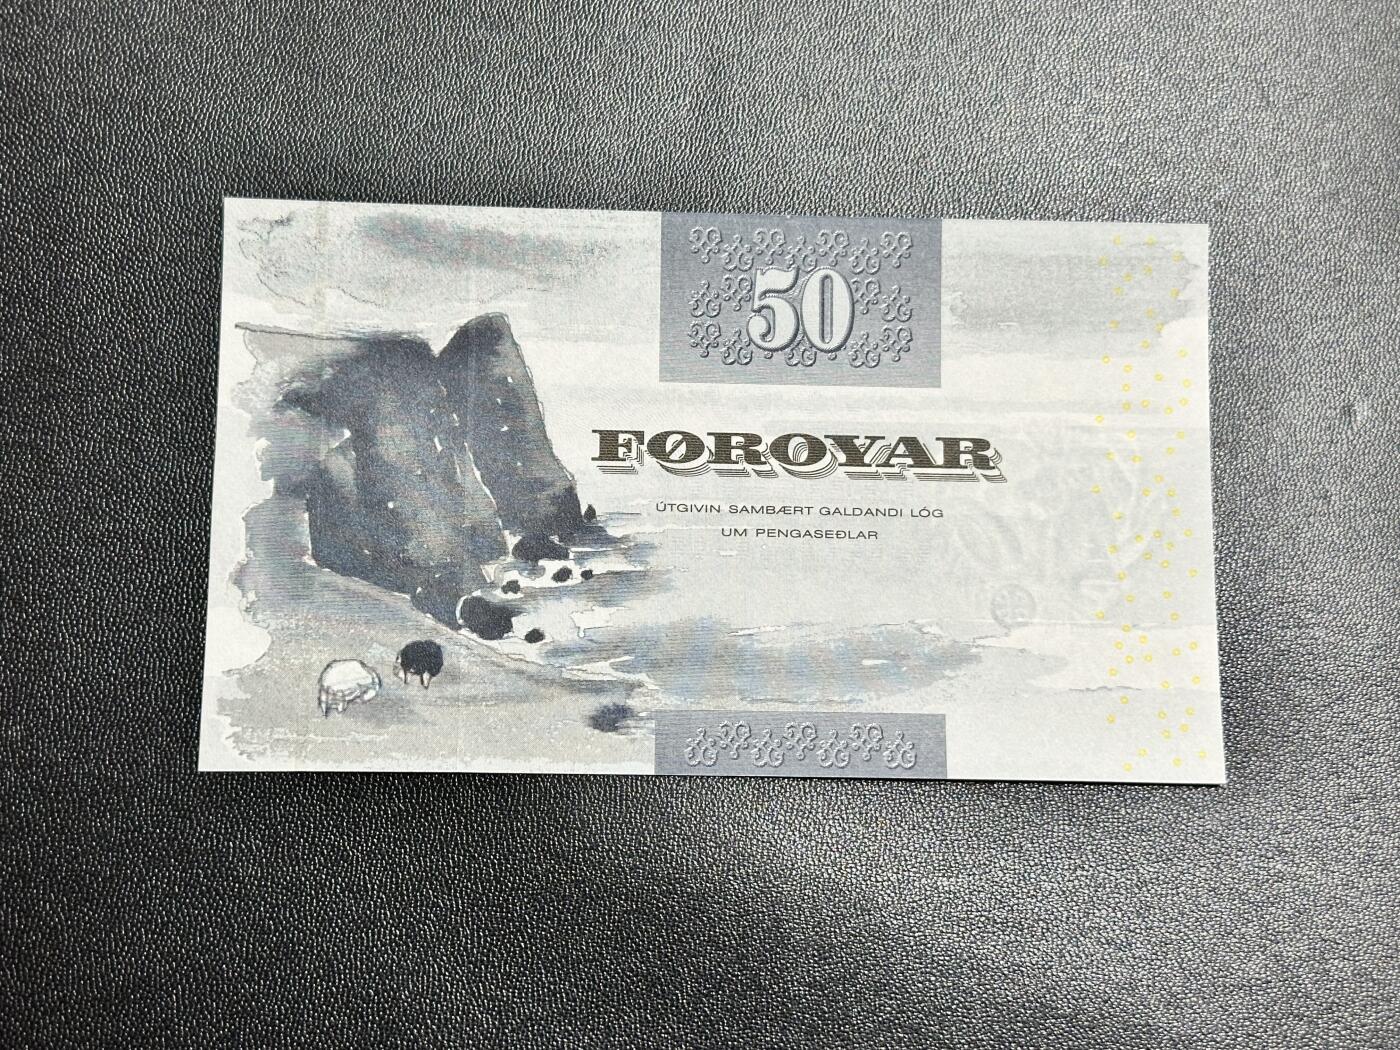 50
FØROYAR
ÚTGIVIN SAMBÆRT GALDANDI LÓG
UM PENGASEÐLAR